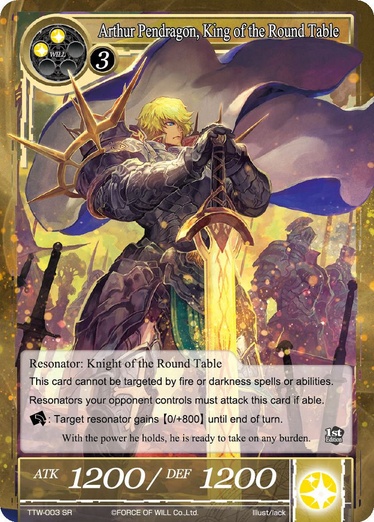 Arthur Pendragon, King of the Round Table
WILL
3
Resonator: Knight of the Round Table
This card cannot be targeted by fire or darkness spells or abilities.
Resonators your opponent controls must attack this card if able.
: Target resonator gains 【0/+800】 until end of turn.
1st
Edition
With the power he holds, he is ready to take on any burden.
ATK 1200 / DEF 1200
TTW-003 SR ©FORCE OF WILL Co.,Ltd. Illust/Jack